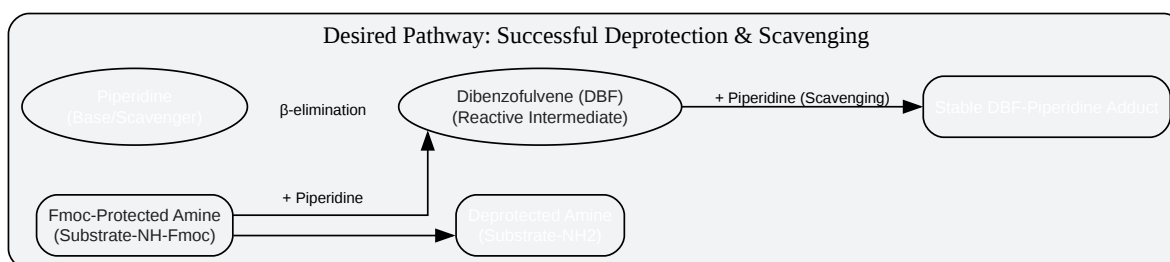 Desired Pathway: Successful Deprotection & Scavenging
Piperidine
(Base/Scavenger)
β-elimination
Dibenzofulvene (DBF)
(Reactive Intermediate)
+ Piperidine (Scavenging)
Stable DBF-Piperidine Adduct
Fmoc-Protected Amine
(Substrate-NH-Fmoc)
+ Piperidine
Deprotected Amine
(Substrate-NH2)